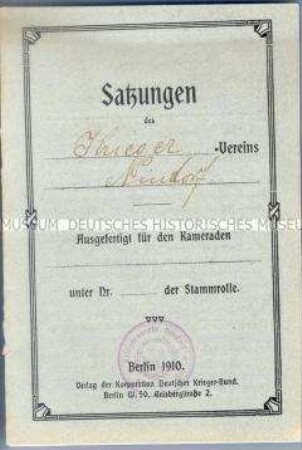 Satzungen
des
Krieger -Vereins
Nindorf.
MUSEUM DEUTSCHES HISTORISCHES MUSEUM
Ausgefertigt für den Kameraden
unter Nr. der Stammrolle.
Berlin 1910.
Verlag der Korporation Deutscher Krieger-Bund.
Berlin W. 50, Geisbergstraße 2.